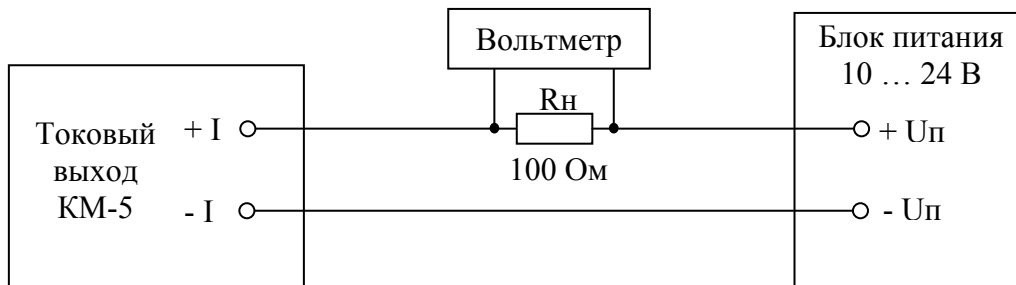 Вольтметр
Блок питания
10 … 24 В
Rн
Токовый
выход
КМ-5
+ I
+ Uп
100 Ом
- I
- Uп